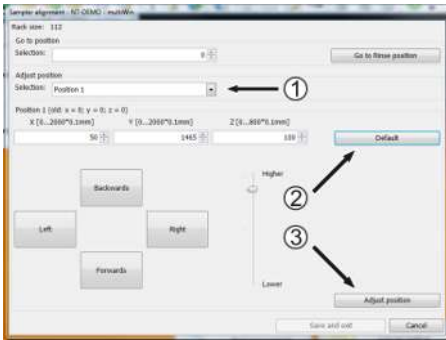 Sampler alignment - NT-DEMO - multiWin
Rack size: 112
Go to position
Selection: 0 Go to Rinse position
Adjust position
Selection: Position 1 1
Position 1 (old: x = 0; y = 0; z = 0)
X [0...2000*0.1mm] Y [0...2000*0.1mm] Z [0...800*0.1mm]
50 1465 100 Default
2
Backwards Higher
Left Right
3
Forwards Lower
Adjust position
Save and exit Cancel